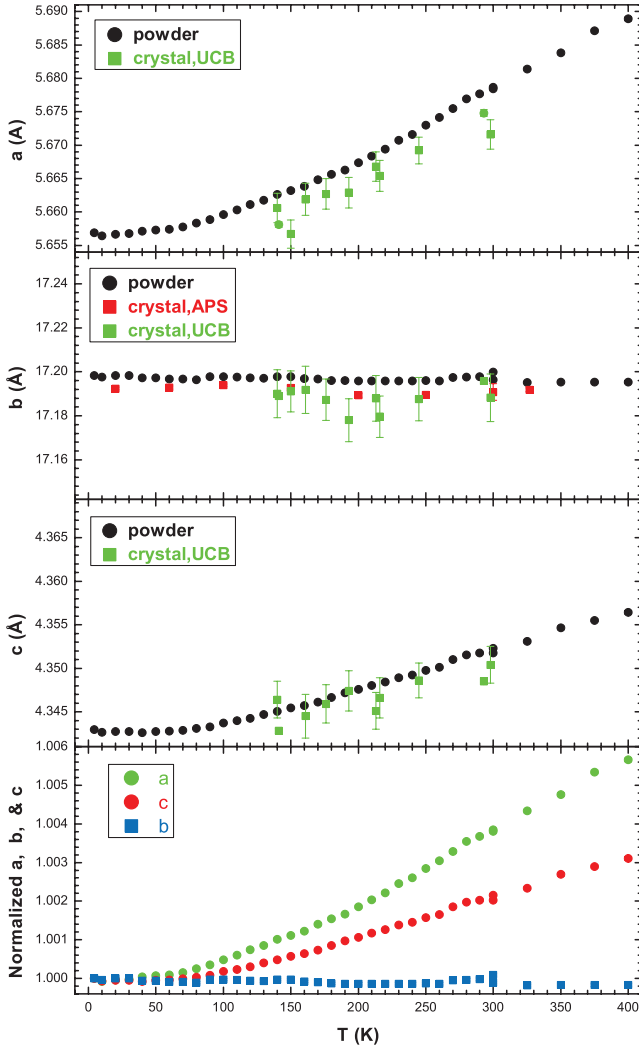 5.690
5.685
5.680
5.675
5.670
5.665
5.660
5.655
a (A)
powder
crystal,UCB
17.24
17.22
17.20
17.18
17.16
b (Å)
powder
crystal,APS
crystal,UCB
4.365
4.360
4.355
4.350
4.345
c (Å)
powder
crystal,UCB
1.006
1.005
1.003
1.002
1.001
1.000
Normalized a, b, & c
a
c
b
0 50 100 150 200 250 300 350 400
T (K)